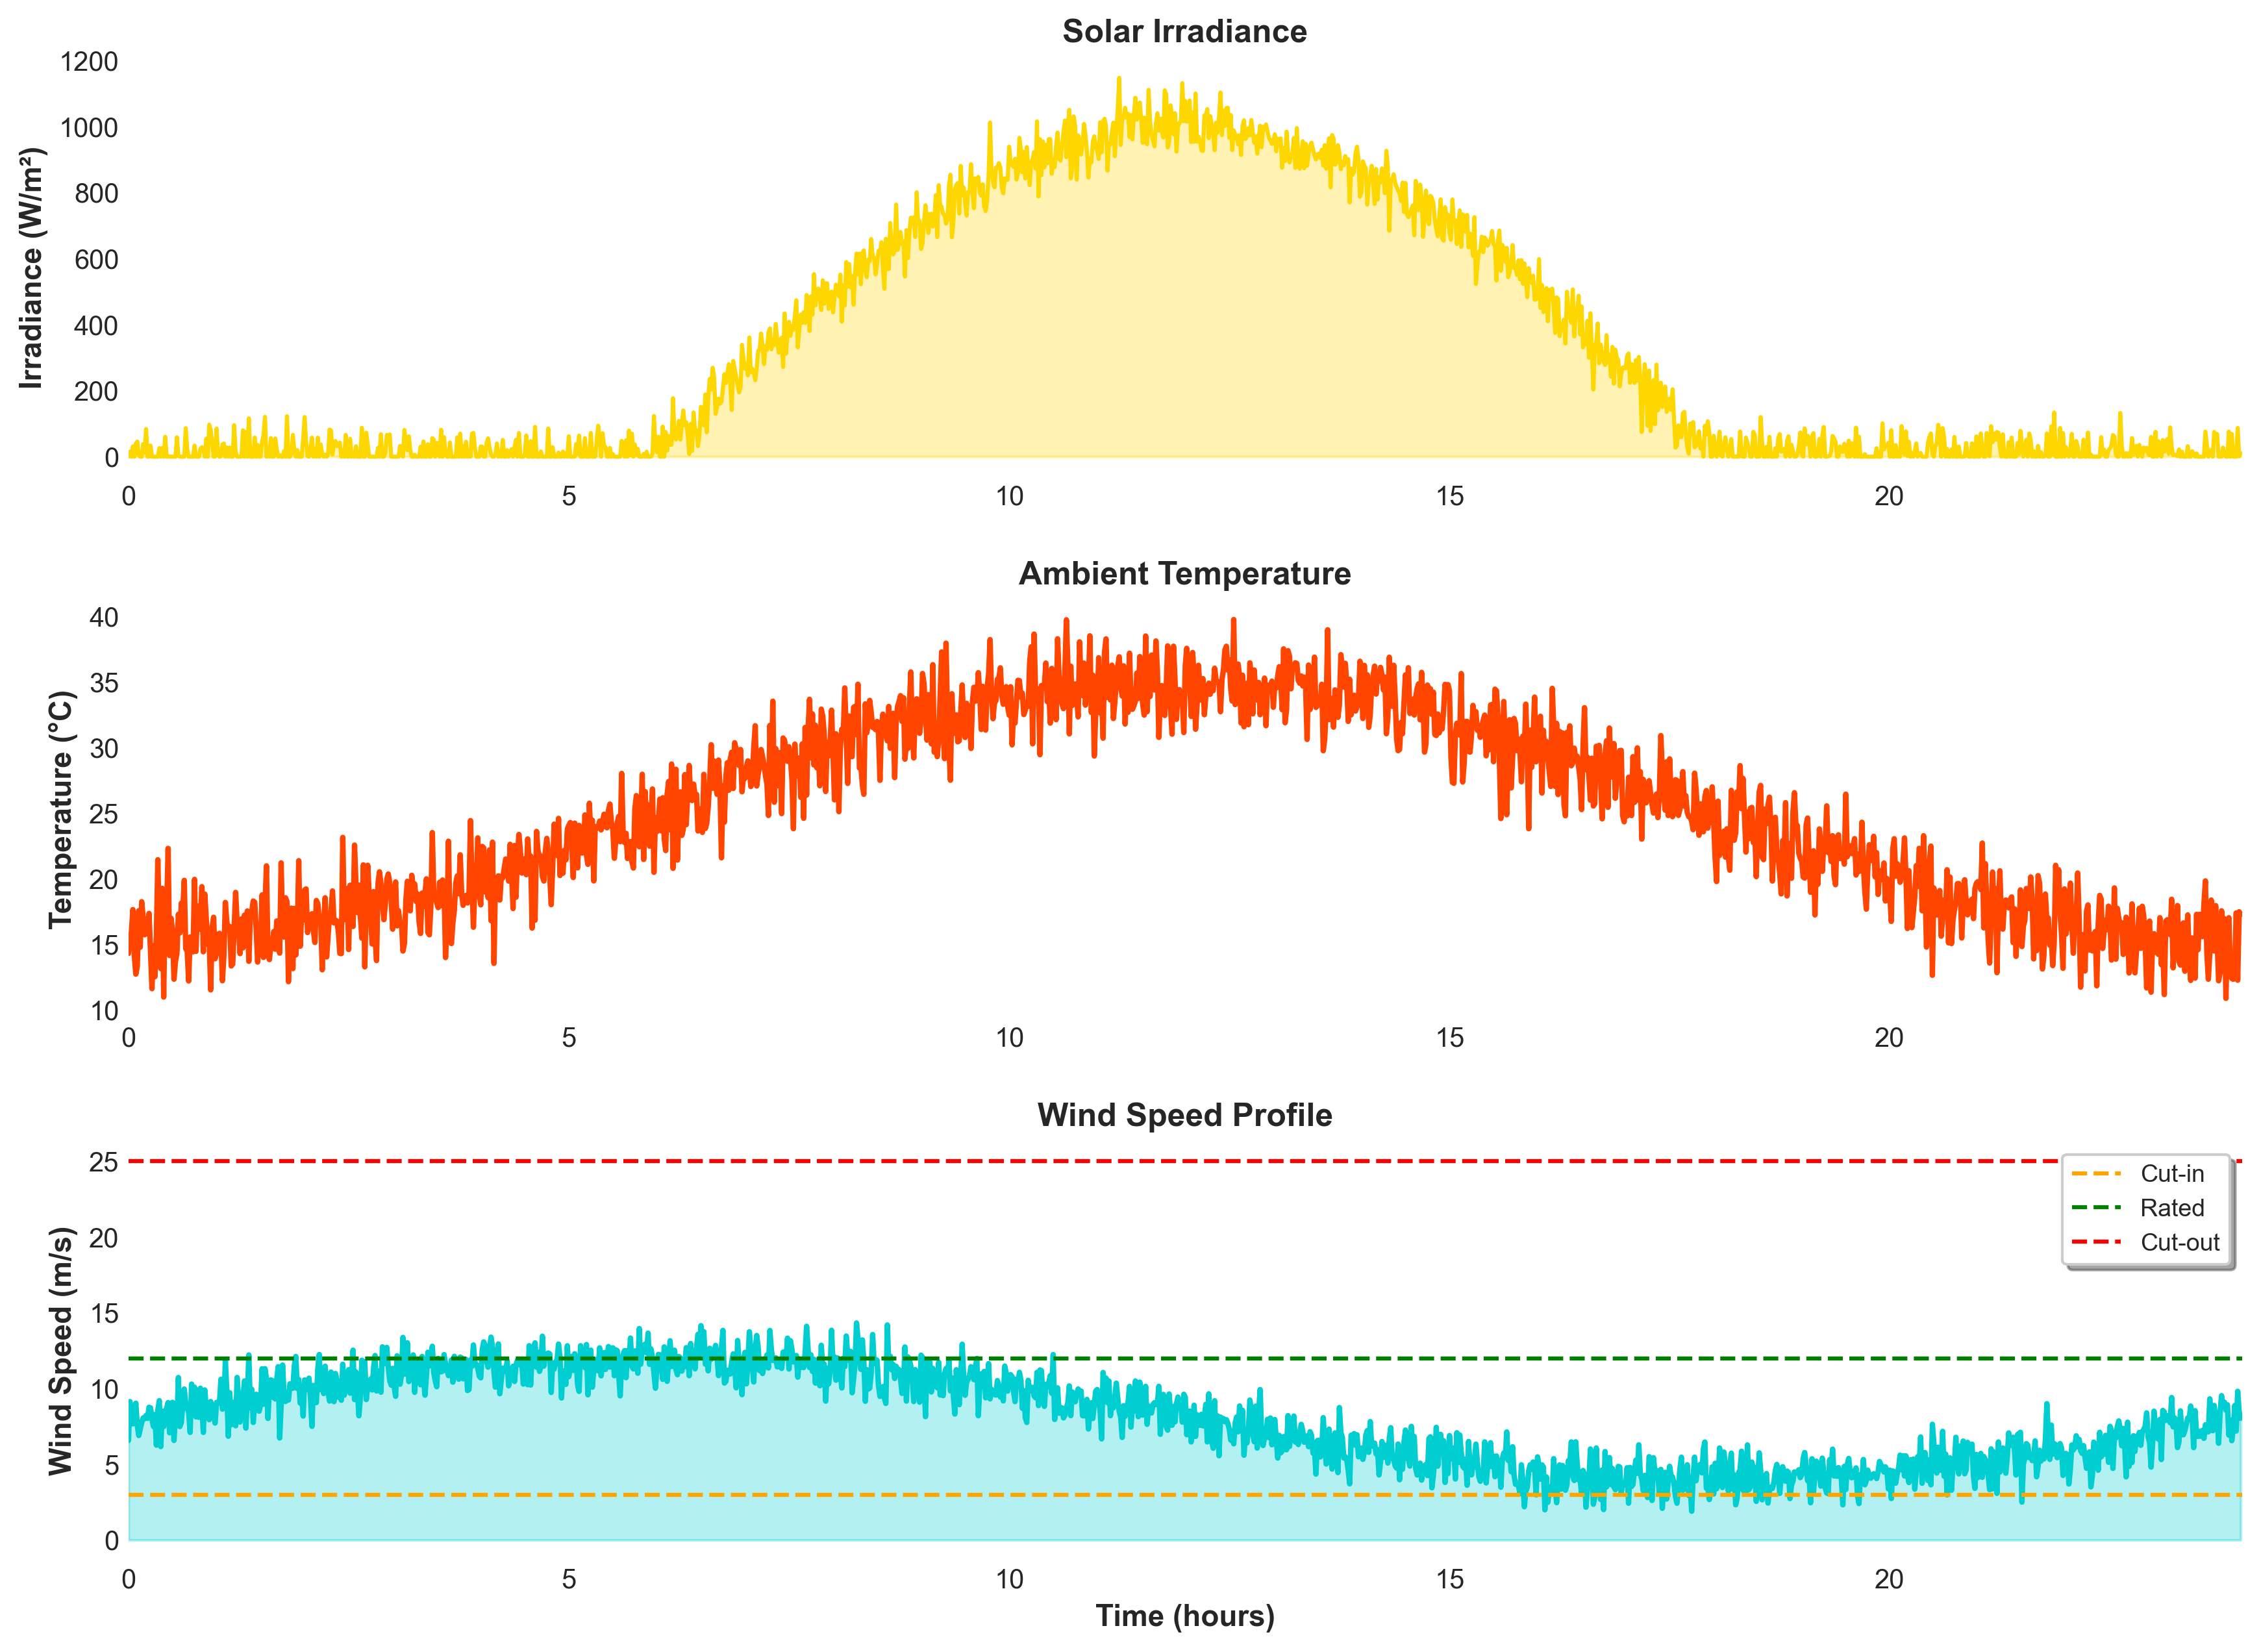 Solar Irradiance
Irradiance (W/m²)
1200
1000
800
600
400
200
0
0 5 10 15 20
Ambient Temperature
Temperature (°C)
40
35
30
25
20
15
10
0 5 10 15 20
Wind Speed Profile
Wind Speed (m/s)
25
20
15
10
5
0
Cut-in
Rated
Cut-out
0 5 10 15 20
Time (hours)